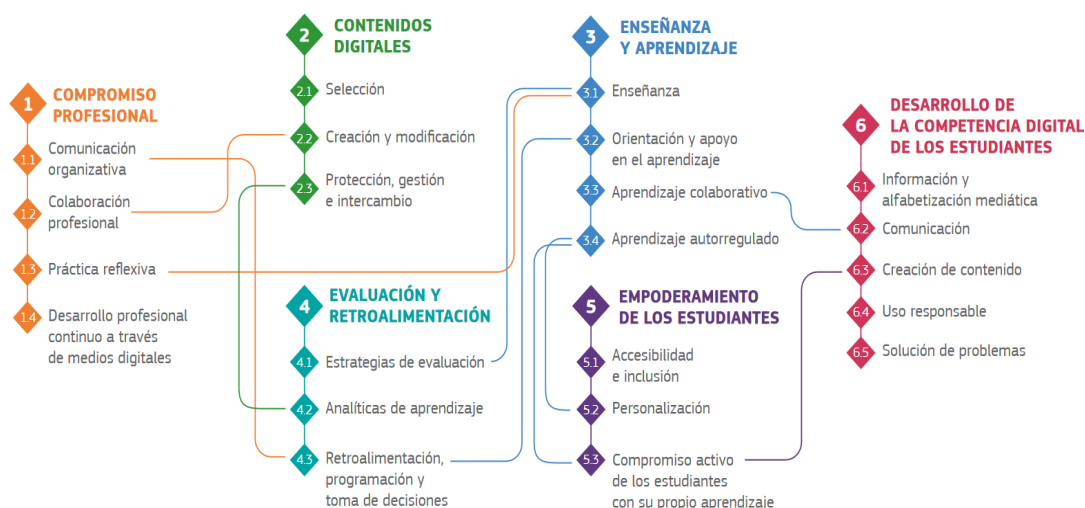 1
COMPROMISO
PROFESIONAL
1.1
Comunicación
organizativa
1.2
Colaboración
profesional
1.3
Práctica reflexiva
1.4
Desarrollo profesional
continuo a través
de medios digitales
2
CONTENIDOS
DIGITALES
2.1
Selección
2.2
Creación y modificación
2.3
Protección, gestión
e intercambio
3
ENSEÑANZA
Y APRENDIZAJE
3.1
Enseñanza
3.2
Orientación y apoyo
en el aprendizaje
3.3
Aprendizaje colaborativo
3.4
Aprendizaje autorregulado
4
EVALUACIÓN Y
RETROALIMENTACIÓN
4.1
Estrategias de evaluación
4.2
Analíticas de aprendizaje
4.3
Retroalimentación,
programación y
toma de decisiones
5
EMPODERAMIENTO
DE LOS ESTUDIANTES
5.1
Accesibilidad
e inclusión
5.2
Personalización
5.3
Compromiso activo
de los estudiantes
con su propio aprendizaje
6
DESARROLLO DE
LA COMPETENCIA DIGITAL
DE LOS ESTUDIANTES
6.1
Información y
alfabetización mediática
6.2
Comunicación
6.3
Creación de contenido
6.4
Uso responsable
6.5
Solución de problemas